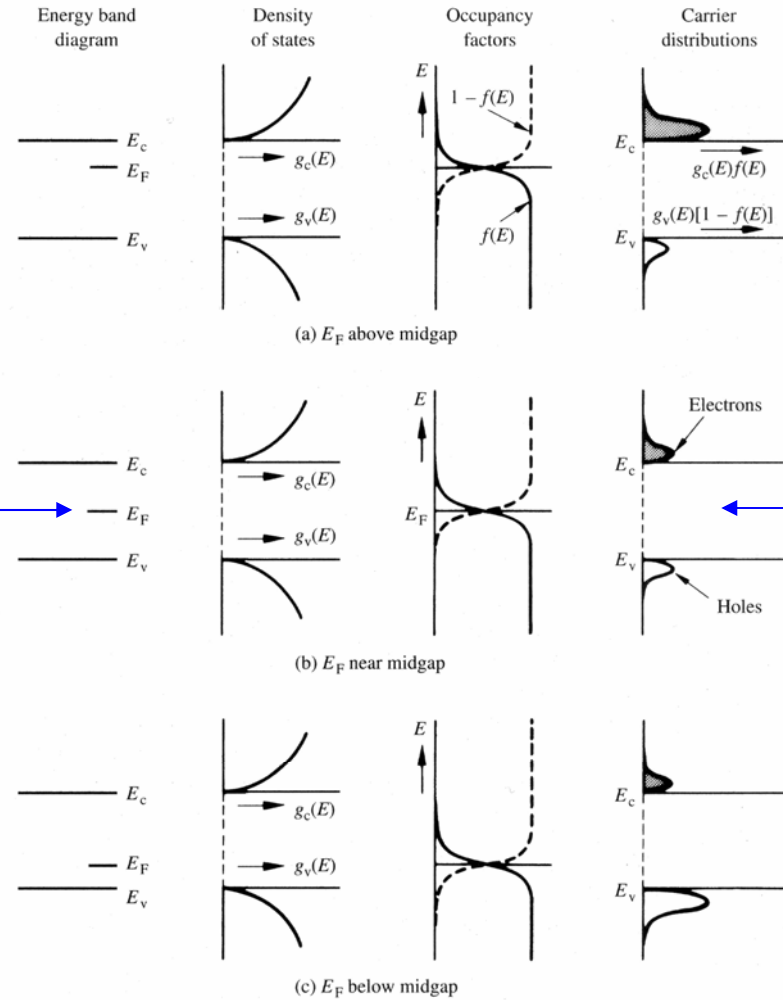 Energy band
diagram
Density
of states
Occupancy
factors
Carrier
distributions
E_c
E_F
E_v
g_c(E)
g_v(E)
E
1 – f(E)
f(E)
E_c
g_c(E)f(E)
g_v(E)[1 – f(E)]
E_v
(a) E_F above midgap
E_c
E_F
E_v
g_c(E)
g_v(E)
E
E_F
Electrons
E_c
E_v
Holes
(b) E_F near midgap
E_c
E_F
E_v
g_c(E)
g_v(E)
E
E_c
E_v
(c) E_F below midgap